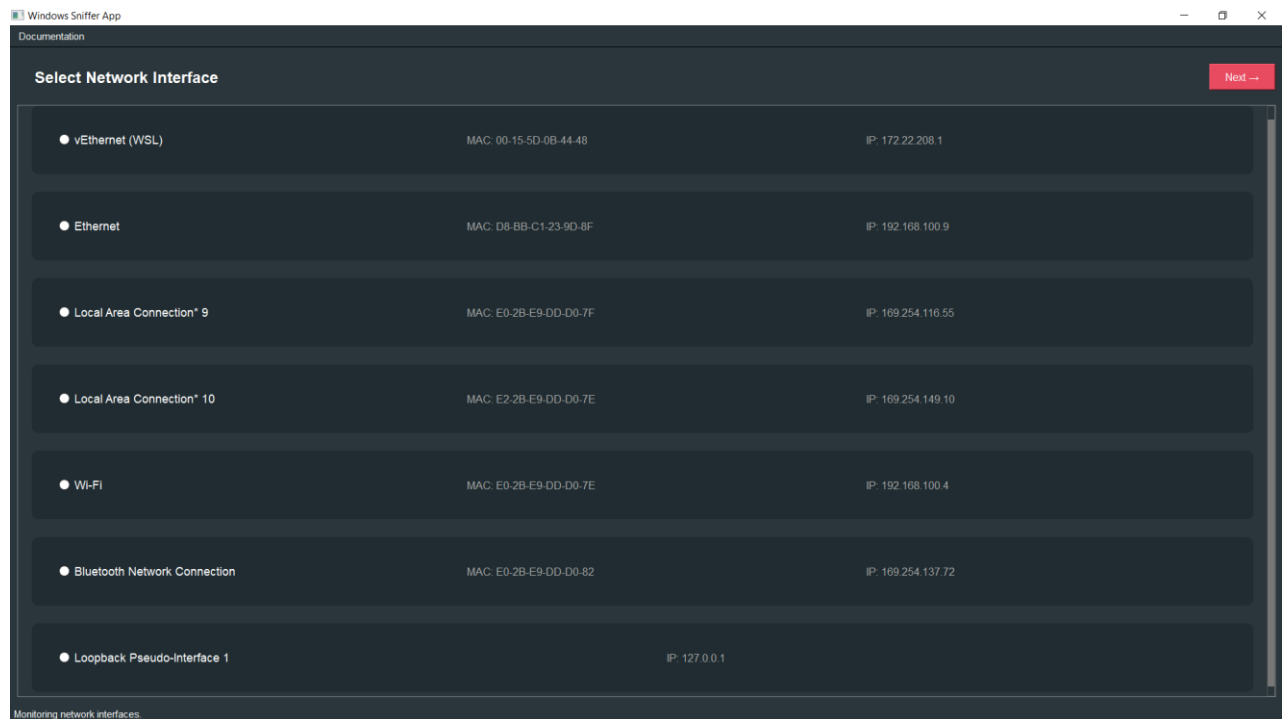 Windows Sniffer App
Documentation
Select Network Interface
Next →
vEthernet (WSL) MAC: 00-15-5D-0B-44-48 IP: 172.22.208.1
Ethernet MAC: D8-BB-C1-23-9D-8F IP: 192.168.100.9
Local Area Connection* 9 MAC: E0-2B-E9-DD-D0-7F IP: 169.254.116.55
Local Area Connection* 10 MAC: E2-2B-E9-DD-D0-7E IP: 169.254.149.10
Wi-Fi MAC: E0-2B-E9-DD-D0-7E IP: 192.168.100.4
Bluetooth Network Connection MAC: E0-2B-E9-DD-D0-82 IP: 169.254.137.72
Loopback Pseudo-Interface 1 IP: 127.0.0.1
Monitoring network interfaces.